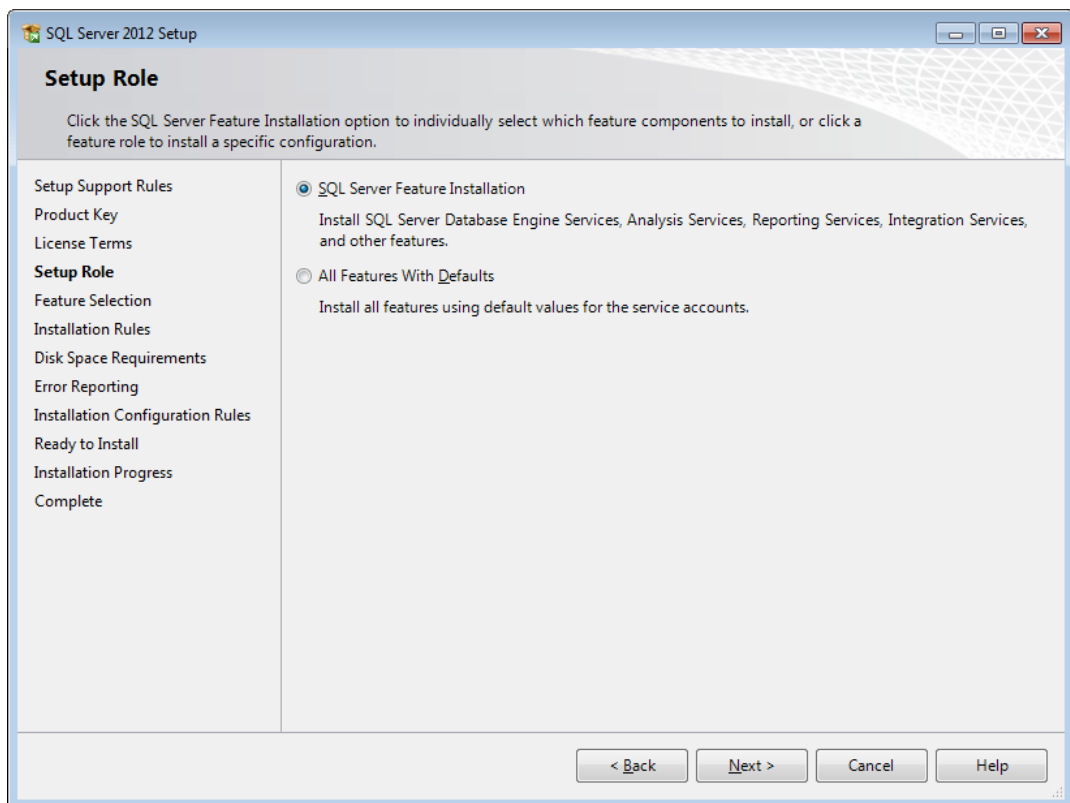 SQL Server 2012 Setup
Setup Role
Click the SQL Server Feature Installation option to individually select which feature components to install, or click a
feature role to install a specific configuration.
Setup Support Rules
Product Key
License Terms
Setup Role
Feature Selection
Installation Rules
Disk Space Requirements
Error Reporting
Installation Configuration Rules
Ready to Install
Installation Progress
Complete
SQL Server Feature Installation
Install SQL Server Database Engine Services, Analysis Services, Reporting Services, Integration Services,
and other features.
All Features With Defaults
Install all features using default values for the service accounts.
< Back
Next >
Cancel
Help